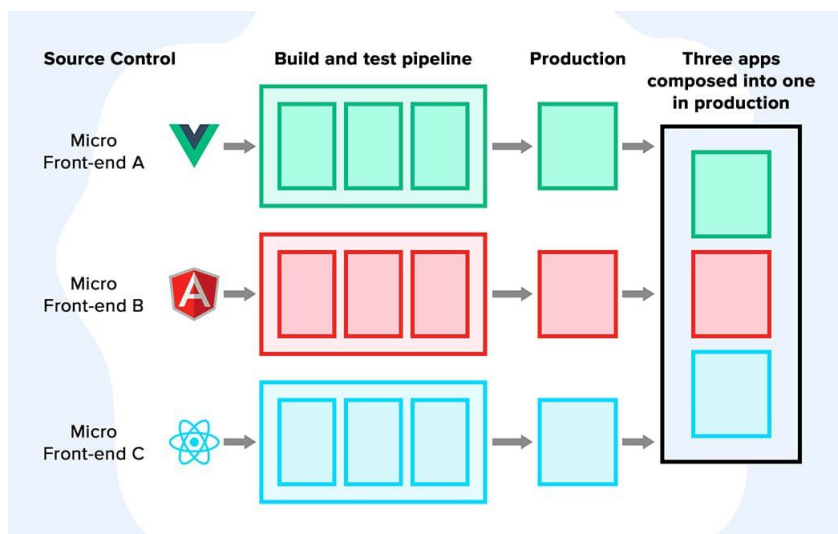 Source Control
Build and test pipeline
Production
Three apps
composed into one
in production
Micro
Front-end A
Micro
Front-end B
A
Micro
Front-end C